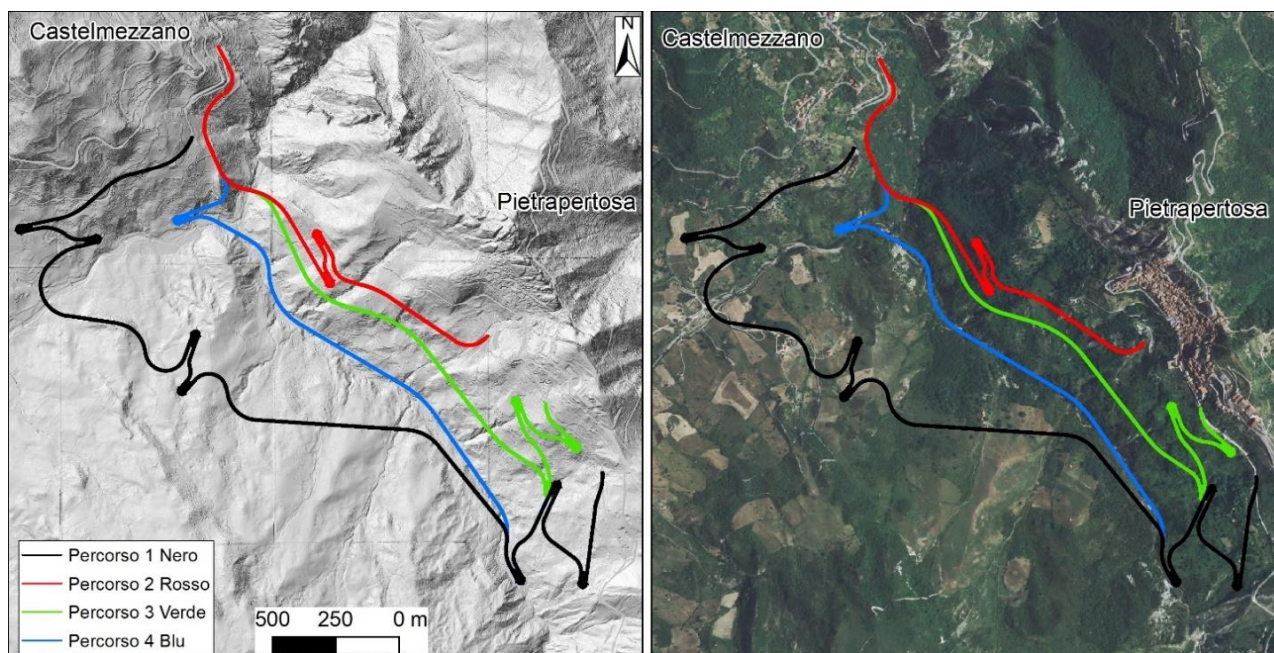 Castelmezzano
N
Pietrapertosa
Percorso 1 Nero
Percorso 2 Rosso
Percorso 3 Verde
Percorso 4 Blu
500 250 0 m
Castelmezzano
Pietrapertosa